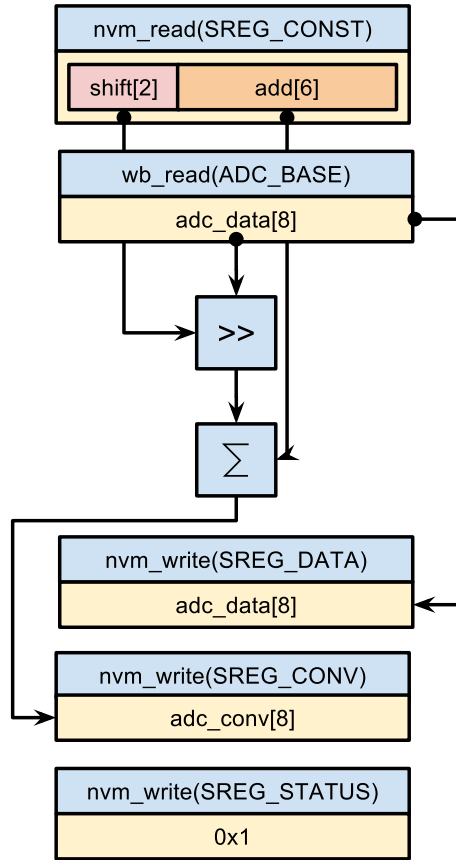 nvm_read(SREG_CONST)
shift[2] add[6]
wb_read(ADC_BASE)
adc_data[8]
>>
∑
nvm_write(SREG_DATA)
adc_data[8]
nvm_write(SREG_CONV)
adc_conv[8]
nvm_write(SREG_STATUS)
0x1